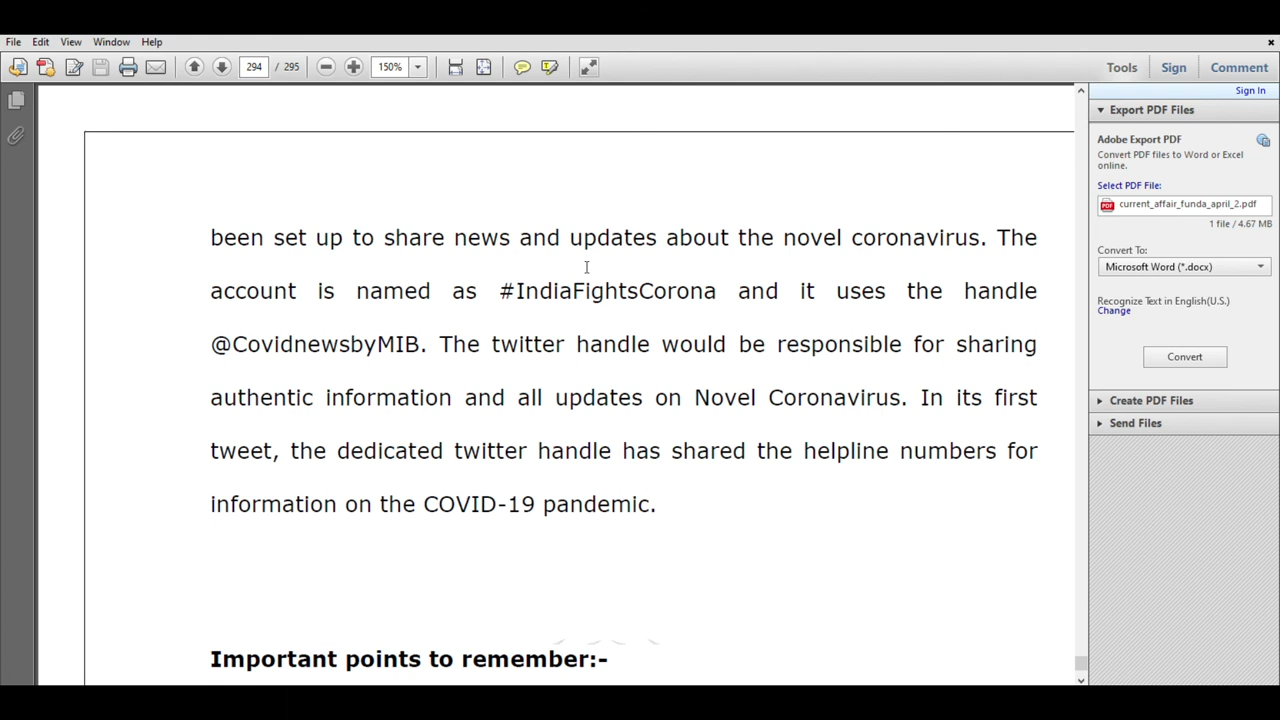 File Edit View Window Help
294 / 295 150% Tools Sign Comment
Sign In
Export PDF Files
Adobe Export PDF
Convert PDF files to Word or Excel
online.
Select PDF File:
PDF current_affair_funda_april_2.pdf
1 file / 4.67 MB
Convert To:
Microsoft Word (*.docx)
Recognize Text in English(U.S.)
Change
Convert
Create PDF Files
Send Files
been set up to share news and updates about the novel coronavirus. The
account is named as #IndiaFightsCorona and it uses the handle
@CovidnewsbyMIB. The twitter handle would be responsible for sharing
authentic information and all updates on Novel Coronavirus. In its first
tweet, the dedicated twitter handle has shared the helpline numbers for
information on the COVID-19 pandemic.
Important points to remember:-